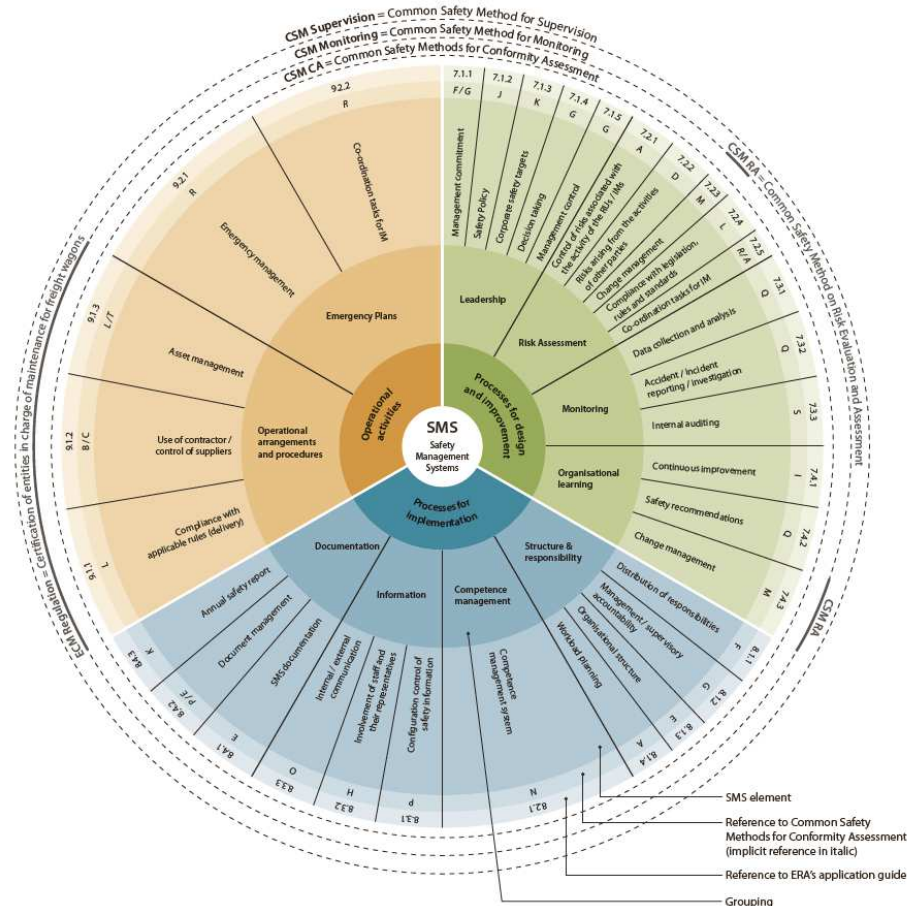 CSM Supervision = Common Safety Method for Supervision
CSM Monitoring = Common Safety Method for Monitoring
CSM CA = Common Safety Methods for Conformity Assessment
CSM RA = Common Safety Method on Risk Evaluation and Assessment
CSM RA
ECM Regulation = Certification of entities in charge of maintenance for freight wagons
SMS
Safety
Management
Systems
Processes for design
and improvement
Leadership
7.1.1
F / G
Management commitment
7.1.2
J
Safety Policy
7.1.3
K
Corporate safety targets
7.1.4
G
Decision taking
7.1.5
G
Management control
Risk Assessment
7.2.1
A
Control of risks associated with
the activity of the RUs / IMs
7.2.2
D
Risks arising from the activities
of other parties
7.2.3
M
Change management
7.2.4
L
Compliance with legislation,
rules and standards
7.2.5
R/A
Co-ordination tasks for IM
Monitoring
7.3.1
Q
Data collection and analysis
7.3.2
Q
Accident / Incident
reporting / investigation
7.3.3
S
Internal auditing
Organisational
learning
7.4.1
I
Continuous improvement
7.4.2
Q
Safety recommendations
7.4.3
M
Change management
Processes for
implementation
Structure &
responsibility
Distribution of responsibilities
F
8.1.1
Management / supervisory
accountability
G
8.1.2
Organisational structure
E
8.1.3
Workload planning
A
8.1.4
Competence
management
Competence
management system
N
8.2.1
Information
Configuration control of
safety information
P
8.3.1
Involvement of staff and
their representatives
H
8.3.2
Internal / external
communication
O
8.3.3
Documentation
SMS documentation
E
8.4.1
Document management
P / E
8.4.2
Annual safety report
K
8.4.3
Operational
activities
Operational
arrangements
and procedures
9.1.1
L
Compliance with
applicable rules (delivery)
9.1.2
B / C
Use of contractor /
control of suppliers
9.1.3
L / T
Asset management
Emergency Plans
9.2.1
R
Emergency management
9.2.2
R
Co-ordination tasks for IM
SMS element
Reference to Common Safety
Methods for Conformity Assessment
(implicit reference in italic)
Reference to ERA's application guide
Grouping